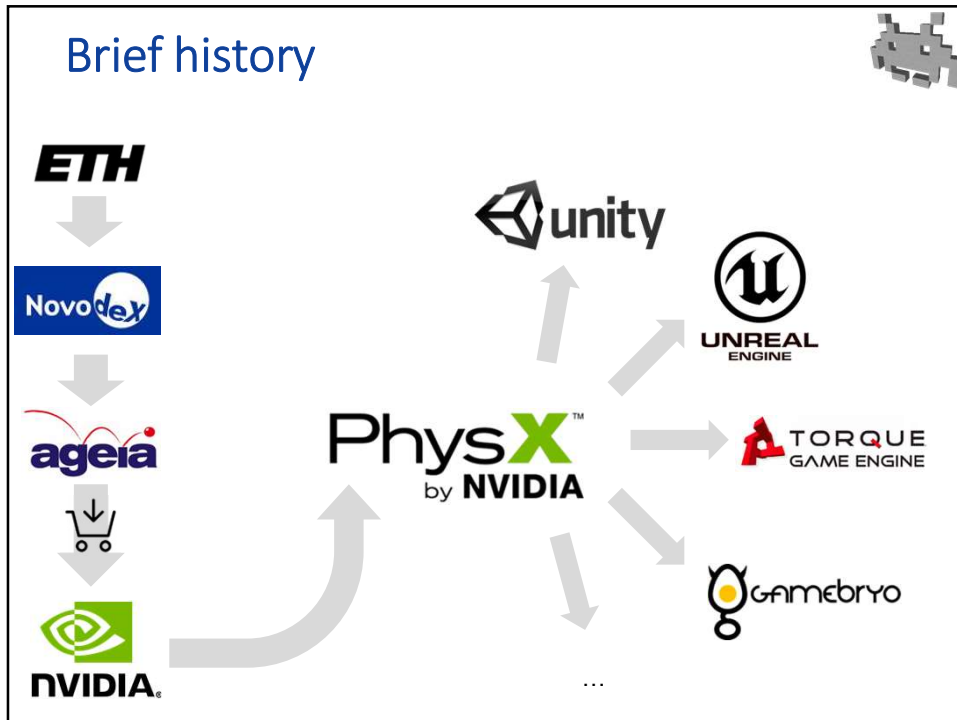 Brief history
ETH
NovodeX
ageia
NVIDIA®
PhysX™
by NVIDIA
unity
UNREAL
ENGINE
TORQUE
GAME ENGINE
GAMEBRYO
...